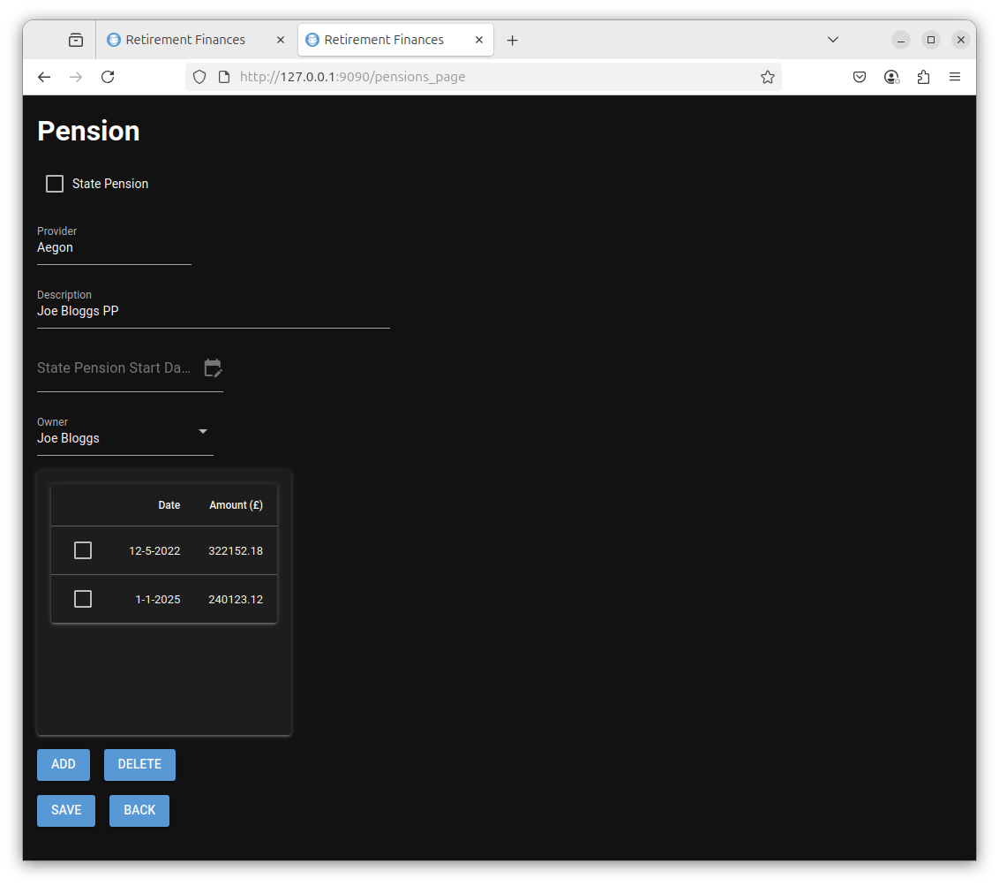 Retirement Finances
Retirement Finances
http://127.0.0.1:9090/pensions_page
Pension
State Pension
Provider
Aegon
Description
Joe Bloggs PP
State Pension Start Da...
Owner
Joe Bloggs
Date Amount (£)
12-5-2022 322152.18
1-1-2025 240123.12
ADD DELETE
SAVE BACK